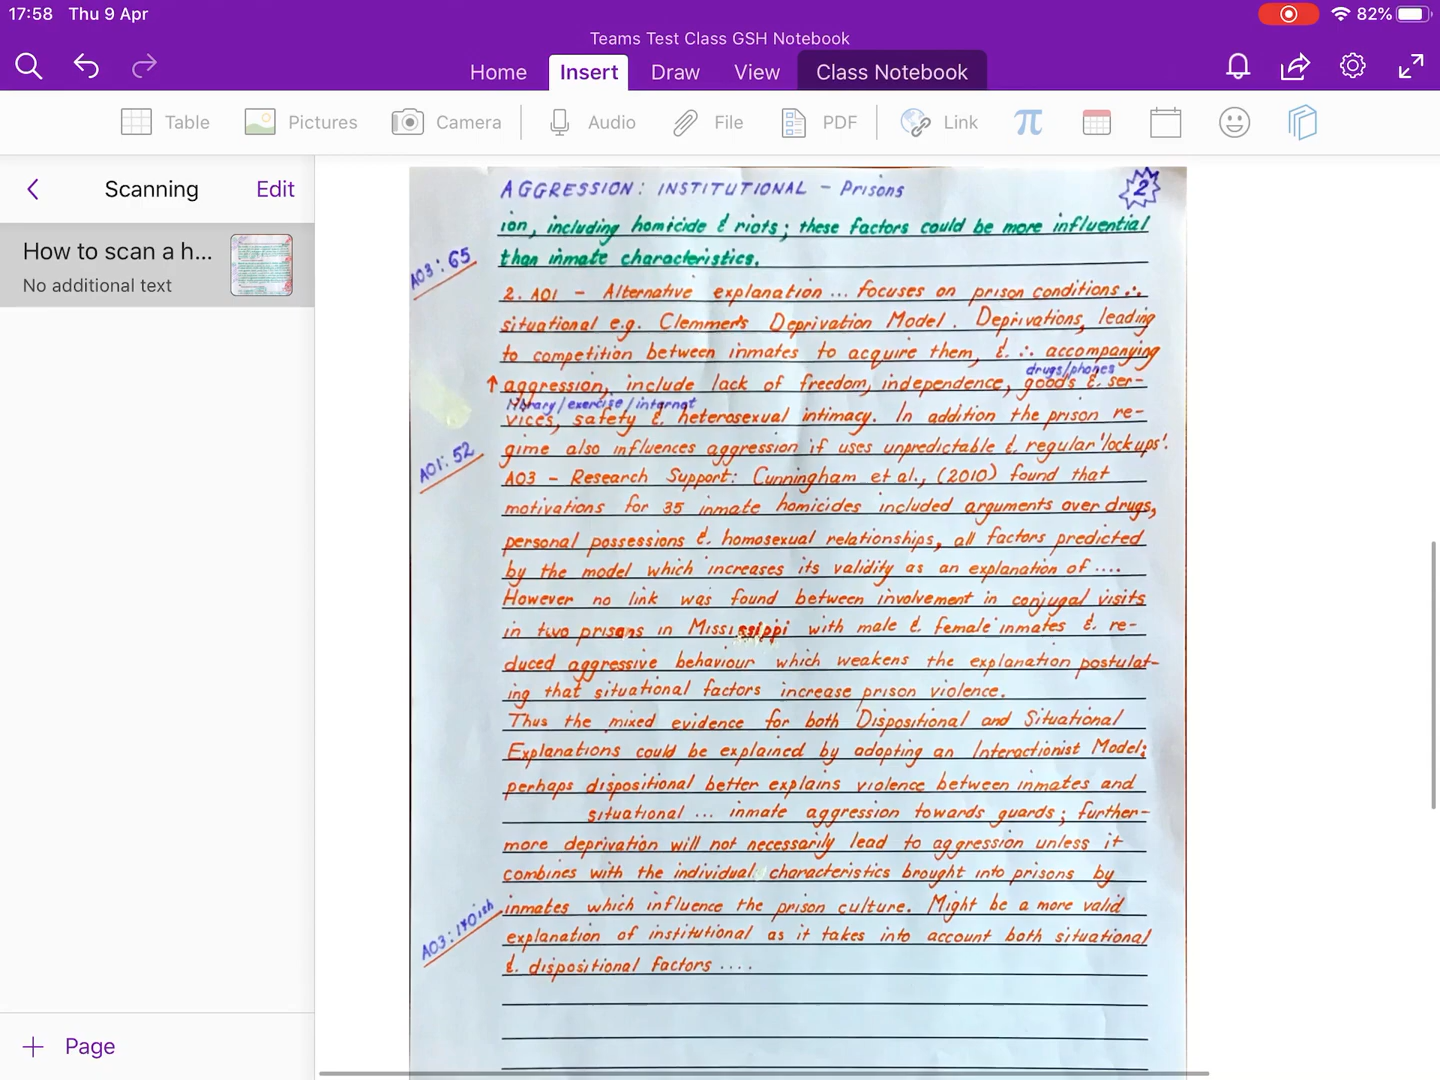 17:58 Thu 9 Apr
82%
Teams Test Class GSH Notebook
Home Insert Draw View Class Notebook
Table Pictures Camera Audio File PDF Link π
Scanning Edit
How to scan a h...
No additional text
Page
AGGRESSION: INSTITUTIONAL - Prisons
2
ion, including homicide & riots; these factors could be more influential
than inmate characteristics.
AO3: 65
2. AO1 - Alternative explanation ... focuses on prison conditions ∴
situational e.g. Clemmer's Deprivation Model. Deprivations, leading
to competition between inmates to acquire them, & ∴ accompanying
drugs/phones
↑ aggression, include lack of freedom, independence, goods & ser-
library/exercise/internet
vices, safety & heterosexual intimacy. In addition the prison re-
gime also influences aggression if uses unpredictable & regular 'lock ups'.
AO1: 52
AO3 - Research Support: Cunningham et al., (2010) found that
motivations for 35 inmate homicides included arguments over drugs,
personal possessions & homosexual relationships, all factors predicted
by the model which increases its validity as an explanation of ....
However no link was found between involvement in conjugal visits
in two prisons in Mississippi with male & female inmates & re-
duced aggressive behaviour which weakens the explanation postulat-
ing that situational factors increase prison violence.
Thus the mixed evidence for both Dispositional and Situational
Explanations could be explained by adopting an Interactionist Model;
perhaps dispositional better explains violence between inmates and
situational ... inmate aggression towards guards; further-
more deprivation will not necessarily lead to aggression unless it
combines with the individual characteristics brought into prisons by
inmates which influence the prison culture. Might be a more valid
explanation of institutional as it takes into account both situational
& dispositional factors ....
AO3: 140ish